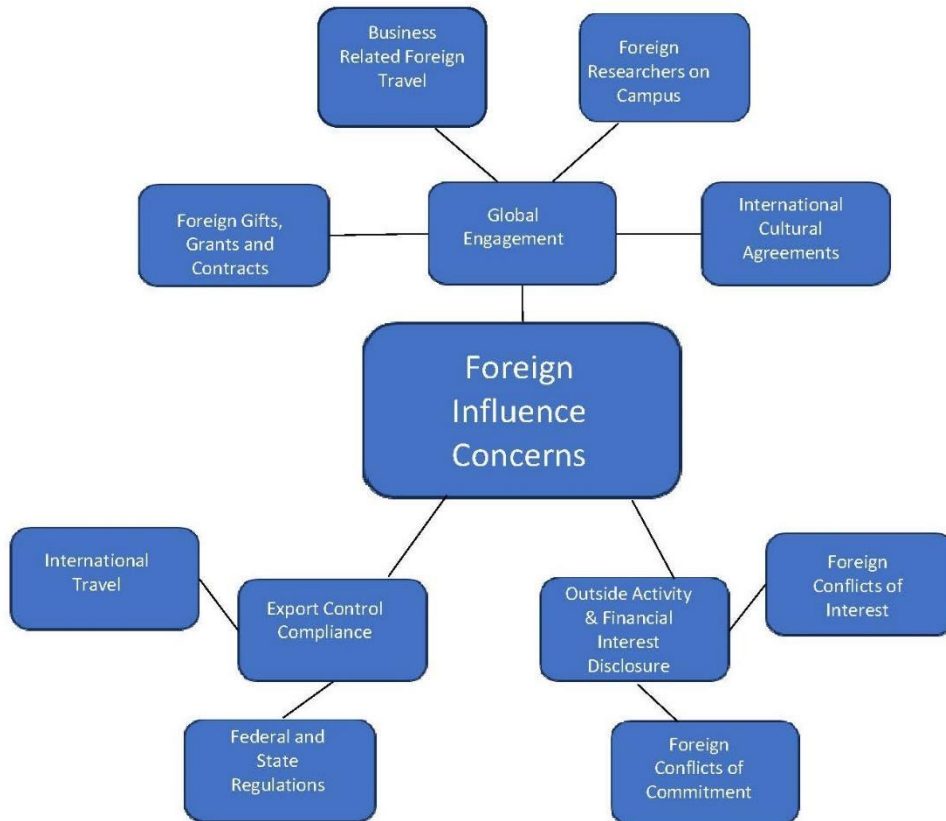 Business
Related Foreign
Travel
Foreign
Researchers on
Campus
Foreign Gifts,
Grants and
Contracts
Global
Engagement
International
Cultural
Agreements
Foreign
Influence
Concerns
International
Travel
Export Control
Compliance
Outside Activity
& Financial
Interest
Disclosure
Foreign
Conflicts of
Interest
Federal and
State
Regulations
Foreign
Conflicts of
Commitment